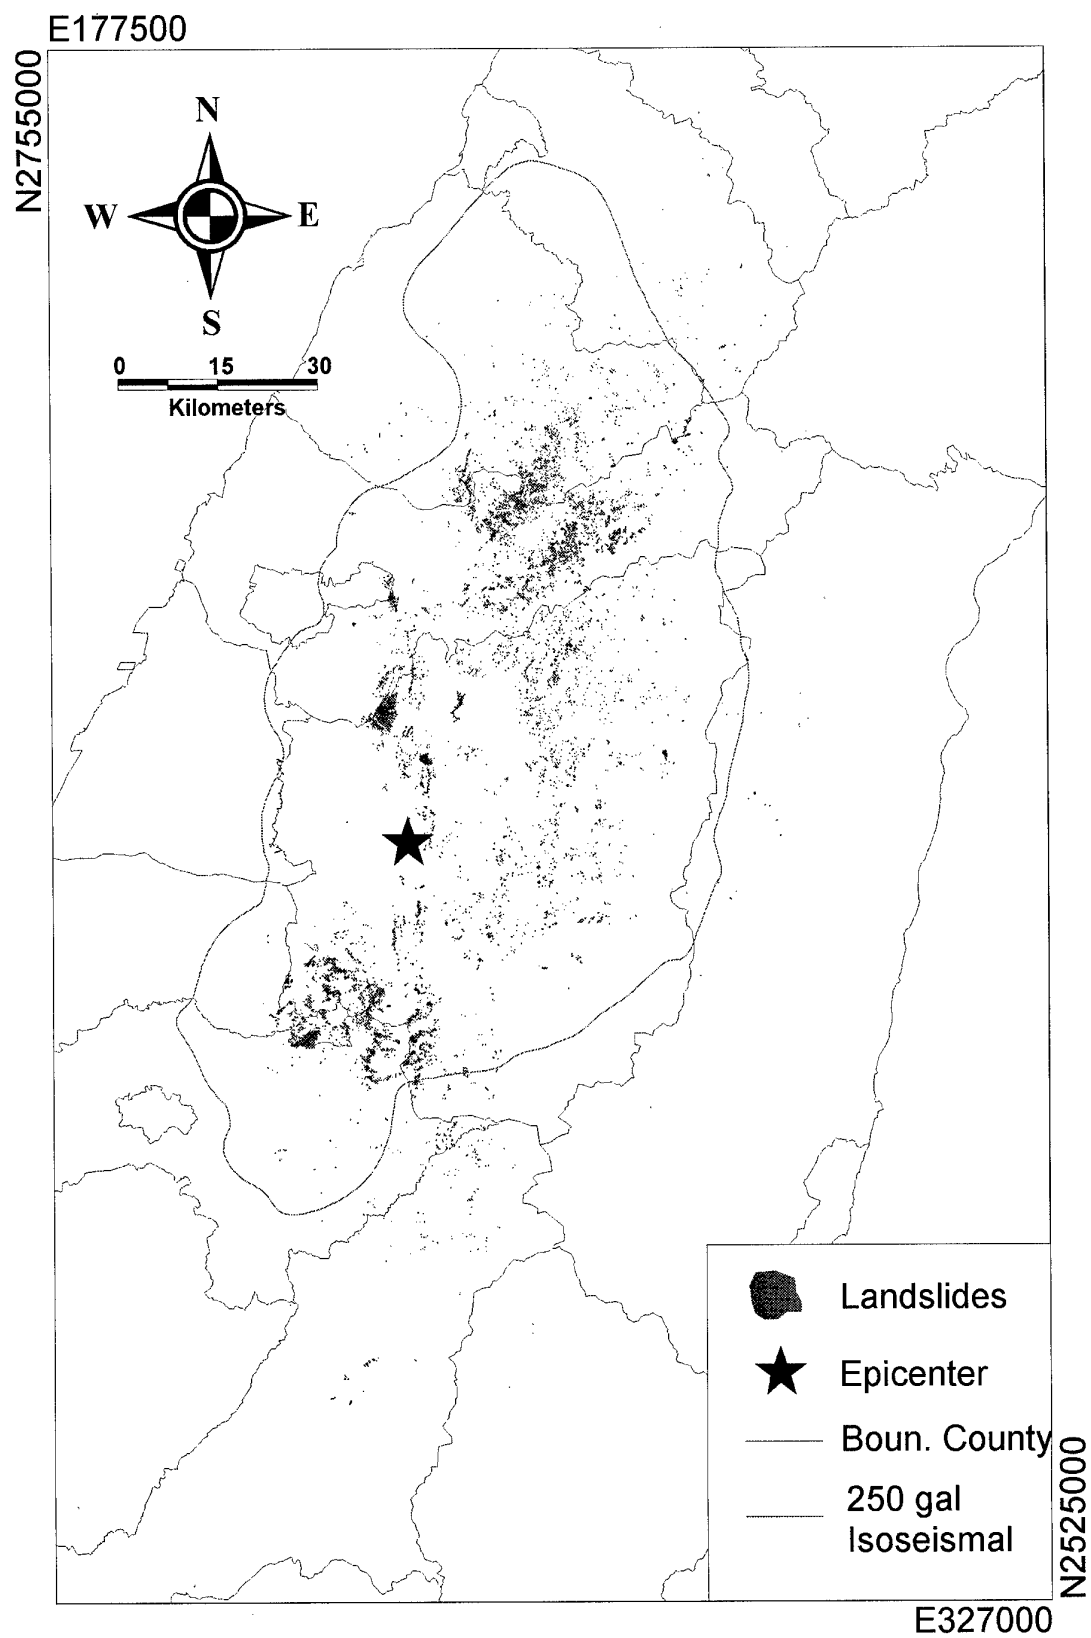 E177500
N2755000
N
W E
S
0 15 30
Kilometers
Landslides
Epicenter
Boun. County
250 gal
Isoseismal
N2525000
E327000